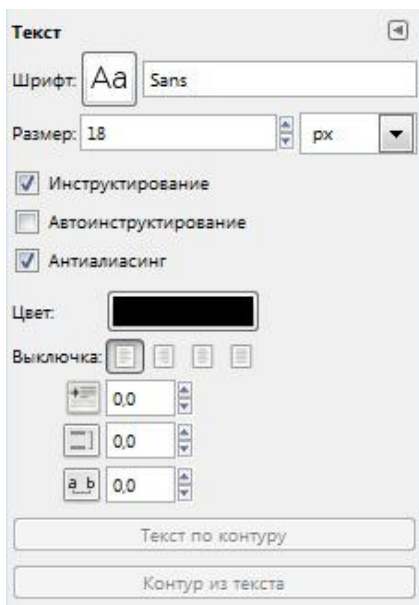 Текст
Шрифт: Aa Sans
Размер: 18 px
Инструктирование
Автоинструктирование
Антиалиасинг
Цвет:
Выключка:
0,0
0,0
a b 0,0
Текст по контуру
Контур из текста